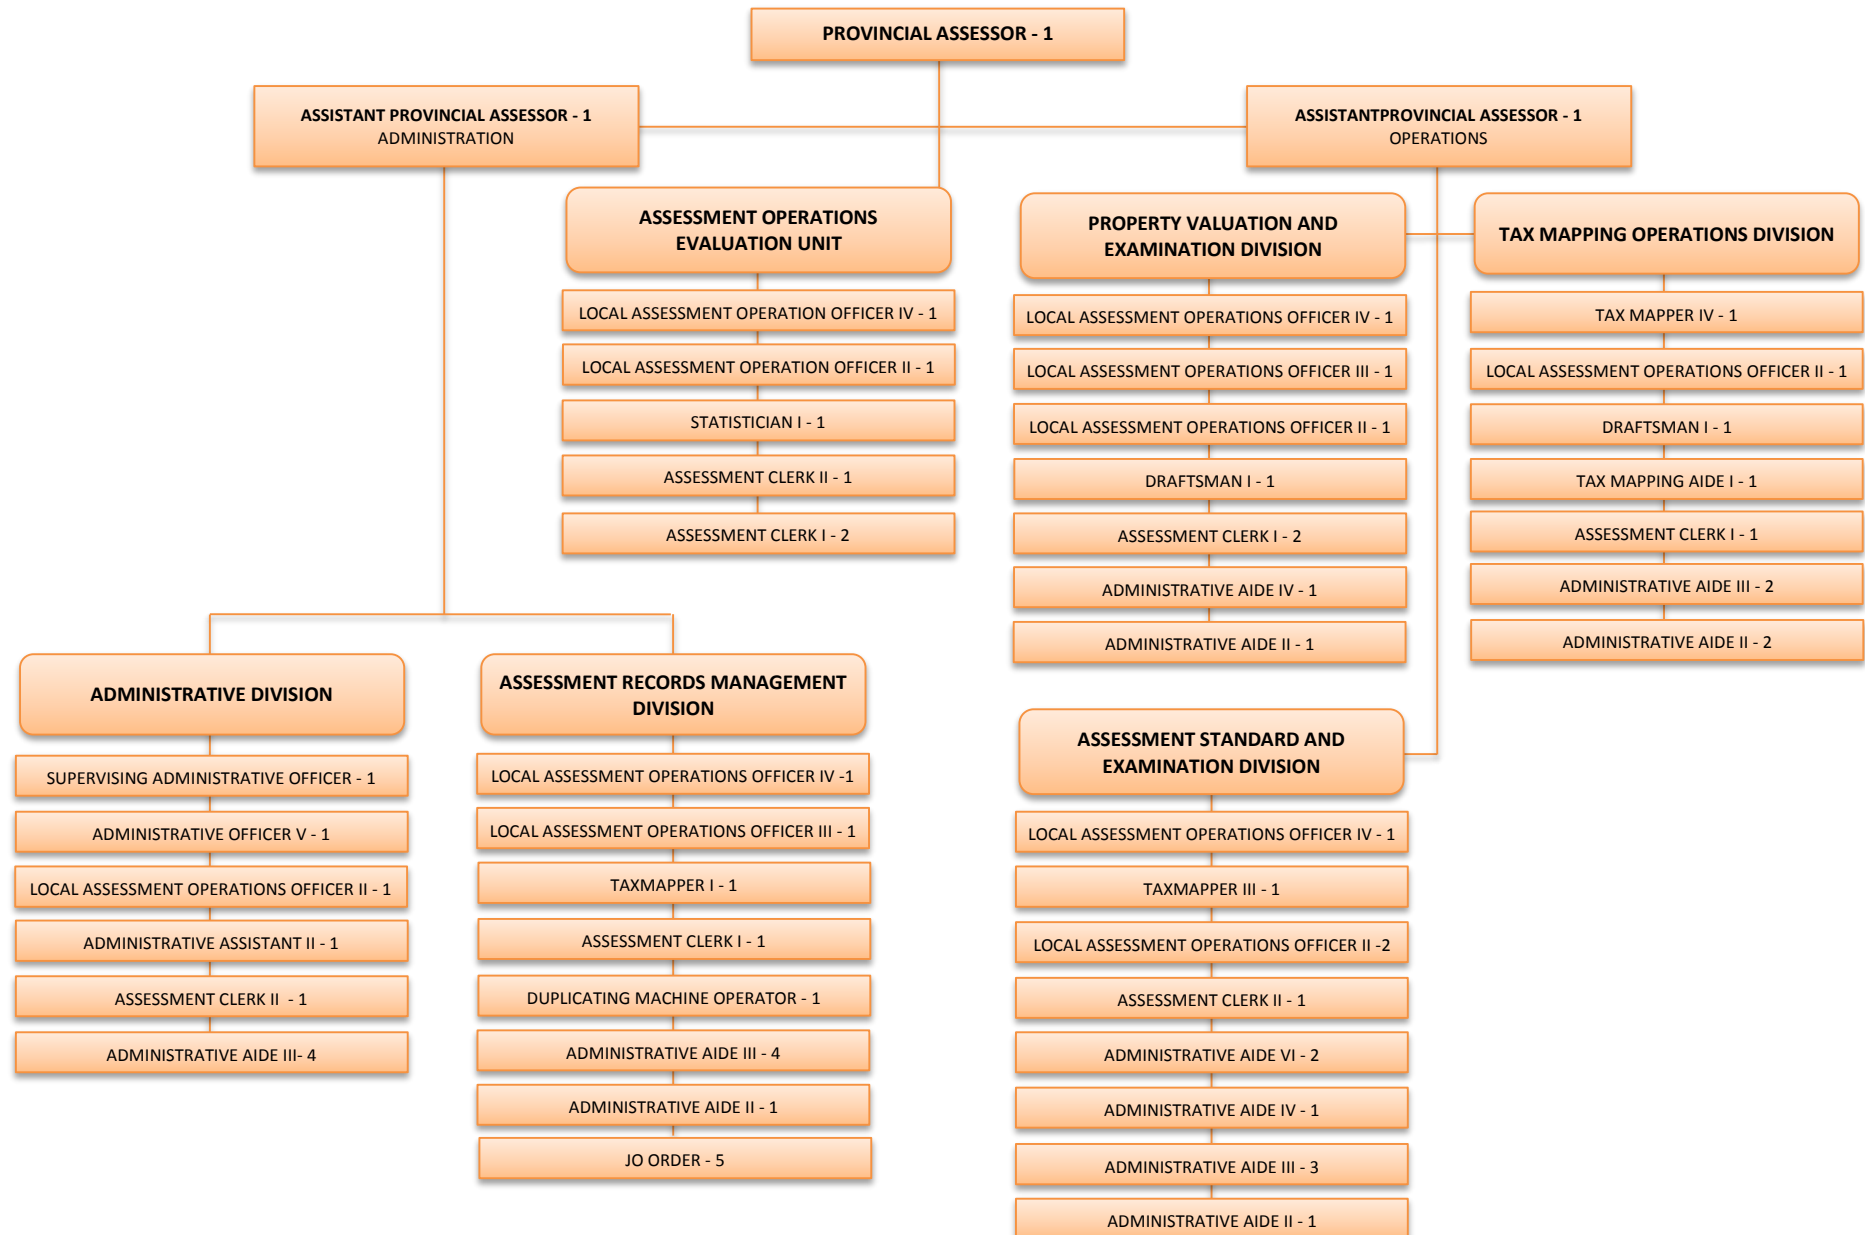 PROVINCIAL ASSESSOR - 1
ASSISTANT PROVINCIAL ASSESSOR - 1
ADMINISTRATION
ASSISTANTPROVINCIAL ASSESSOR - 1
OPERATIONS
ASSESSMENT OPERATIONS
EVALUATION UNIT
LOCAL ASSESSMENT OPERATION OFFICER IV - 1
LOCAL ASSESSMENT OPERATION OFFICER II - 1
STATISTICIAN I - 1
ASSESSMENT CLERK II - 1
ASSESSMENT CLERK I - 2
PROPERTY VALUATION AND
EXAMINATION DIVISION
LOCAL ASSESSMENT OPERATIONS OFFICER IV - 1
LOCAL ASSESSMENT OPERATIONS OFFICER III - 1
LOCAL ASSESSMENT OPERATIONS OFFICER II - 1
DRAFTSMAN I - 1
ASSESSMENT CLERK I - 2
ADMINISTRATIVE AIDE IV - 1
ADMINISTRATIVE AIDE II - 1
TAX MAPPING OPERATIONS DIVISION
TAX MAPPER IV - 1
LOCAL ASSESSMENT OPERATIONS OFFICER II - 1
DRAFTSMAN I - 1
TAX MAPPING AIDE I - 1
ASSESSMENT CLERK I - 1
ADMINISTRATIVE AIDE III - 2
ADMINISTRATIVE AIDE II - 2
ADMINISTRATIVE DIVISION
SUPERVISING ADMINISTRATIVE OFFICER - 1
ADMINISTRATIVE OFFICER V - 1
LOCAL ASSESSMENT OPERATIONS OFFICER II - 1
ADMINISTRATIVE ASSISTANT II - 1
ASSESSMENT CLERK II  - 1
ADMINISTRATIVE AIDE III- 4
ASSESSMENT RECORDS MANAGEMENT
DIVISION
LOCAL ASSESSMENT OPERATIONS OFFICER IV -1
LOCAL ASSESSMENT OPERATIONS OFFICER III - 1
TAXMAPPER I - 1
ASSESSMENT CLERK I - 1
DUPLICATING MACHINE OPERATOR - 1
ADMINISTRATIVE AIDE III - 4
ADMINISTRATIVE AIDE II - 1
JO ORDER - 5
ASSESSMENT STANDARD AND
EXAMINATION DIVISION
LOCAL ASSESSMENT OPERATIONS OFFICER IV - 1
TAXMAPPER III - 1
LOCAL ASSESSMENT OPERATIONS OFFICER II -2
ASSESSMENT CLERK II - 1
ADMINISTRATIVE AIDE VI - 2
ADMINISTRATIVE AIDE IV - 1
ADMINISTRATIVE AIDE III - 3
ADMINISTRATIVE AIDE II - 1